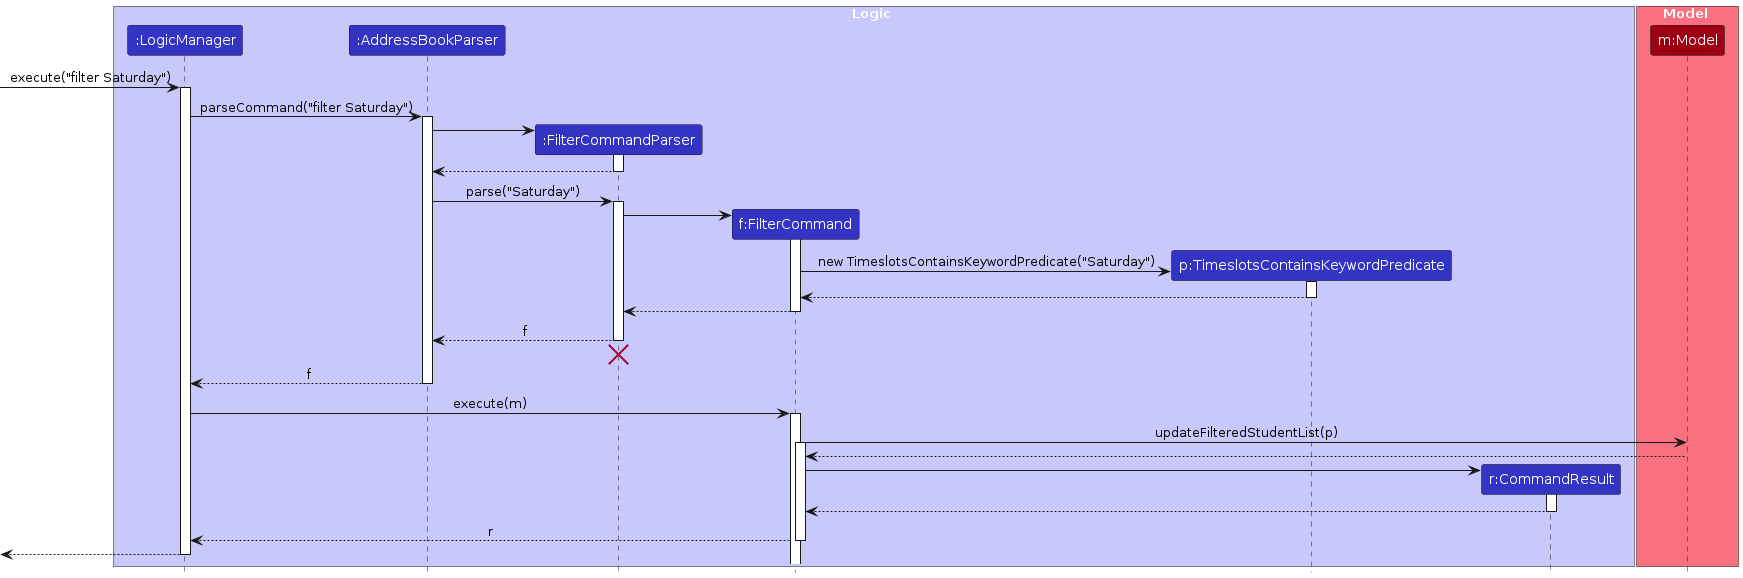 Logic
Model
:LogicManager
:AddressBookParser
m:Model
execute("filter Saturday")
parseCommand("filter Saturday")
:FilterCommandParser
parse("Saturday")
f:FilterCommand
new TimeslotsContainsKeywordPredicate("Saturday")
p:TimeslotsContainsKeywordPredicate
f
f
execute(m)
updateFilteredStudentList(p)
r:CommandResult
r